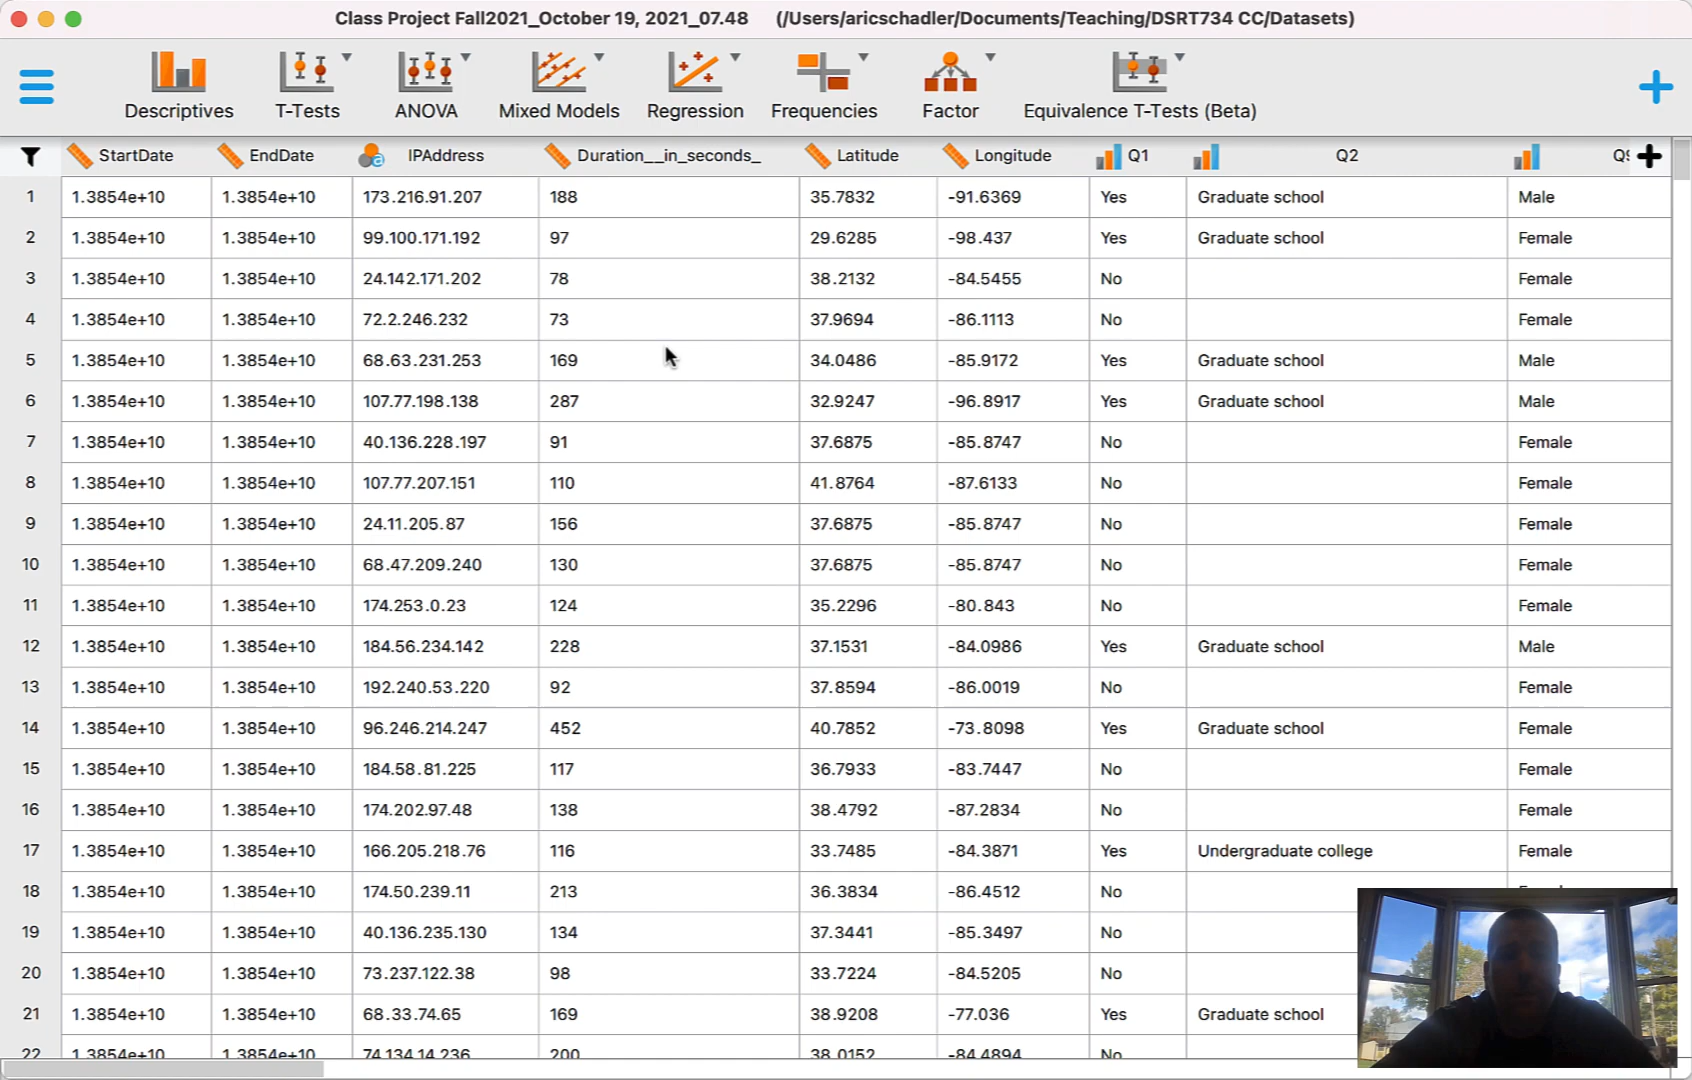 Class Project Fall2021_October 19, 2021_07.48 (/Users/aricschadler/Documents/Teaching/DSRT734 CC/Datasets)
Descriptives T-Tests ANOVA Mixed Models Regression Frequencies Factor Equivalence T-Tests (Beta)
StartDate EndDate IPAddress Duration__in_seconds_ Latitude Longitude Q1 Q2
1 1.3854e+10 1.3854e+10 173.216.91.207 188 35.7832 -91.6369 Yes Graduate school Male
2 1.3854e+10 1.3854e+10 99.100.171.192 97 29.6285 -98.437 Yes Graduate school Female
3 1.3854e+10 1.3854e+10 24.142.171.202 78 38.2132 -84.5455 No Female
4 1.3854e+10 1.3854e+10 72.2.246.232 73 37.9694 -86.1113 No Female
5 1.3854e+10 1.3854e+10 68.63.231.253 169 34.0486 -85.9172 Yes Graduate school Male
6 1.3854e+10 1.3854e+10 107.77.198.138 287 32.9247 -96.8917 Yes Graduate school Male
7 1.3854e+10 1.3854e+10 40.136.228.197 91 37.6875 -85.8747 No Female
8 1.3854e+10 1.3854e+10 107.77.207.151 110 41.8764 -87.6133 No Female
9 1.3854e+10 1.3854e+10 24.11.205.87 156 37.6875 -85.8747 No Female
10 1.3854e+10 1.3854e+10 68.47.209.240 130 37.6875 -85.8747 No Female
11 1.3854e+10 1.3854e+10 174.253.0.23 124 35.2296 -80.843 No Female
12 1.3854e+10 1.3854e+10 184.56.234.142 228 37.1531 -84.0986 Yes Graduate school Male
13 1.3854e+10 1.3854e+10 192.240.53.220 92 37.8594 -86.0019 No Female
14 1.3854e+10 1.3854e+10 96.246.214.247 452 40.7852 -73.8098 Yes Graduate school Female
15 1.3854e+10 1.3854e+10 184.58.81.225 117 36.7933 -83.7447 No Female
16 1.3854e+10 1.3854e+10 174.202.97.48 138 38.4792 -87.2834 No Female
17 1.3854e+10 1.3854e+10 166.205.218.76 116 33.7485 -84.3871 Yes Undergraduate college Female
18 1.3854e+10 1.3854e+10 174.50.239.11 213 36.3834 -86.4512 No
19 1.3854e+10 1.3854e+10 40.136.235.130 134 37.3441 -85.3497 No
20 1.3854e+10 1.3854e+10 73.237.122.38 98 33.7224 -84.5205 No
21 1.3854e+10 1.3854e+10 68.33.74.65 169 38.9208 -77.036 Yes Graduate school
22 1.3854e+10 1.3854e+10 74.134.14.236 200 38.0152 -84.4894 No